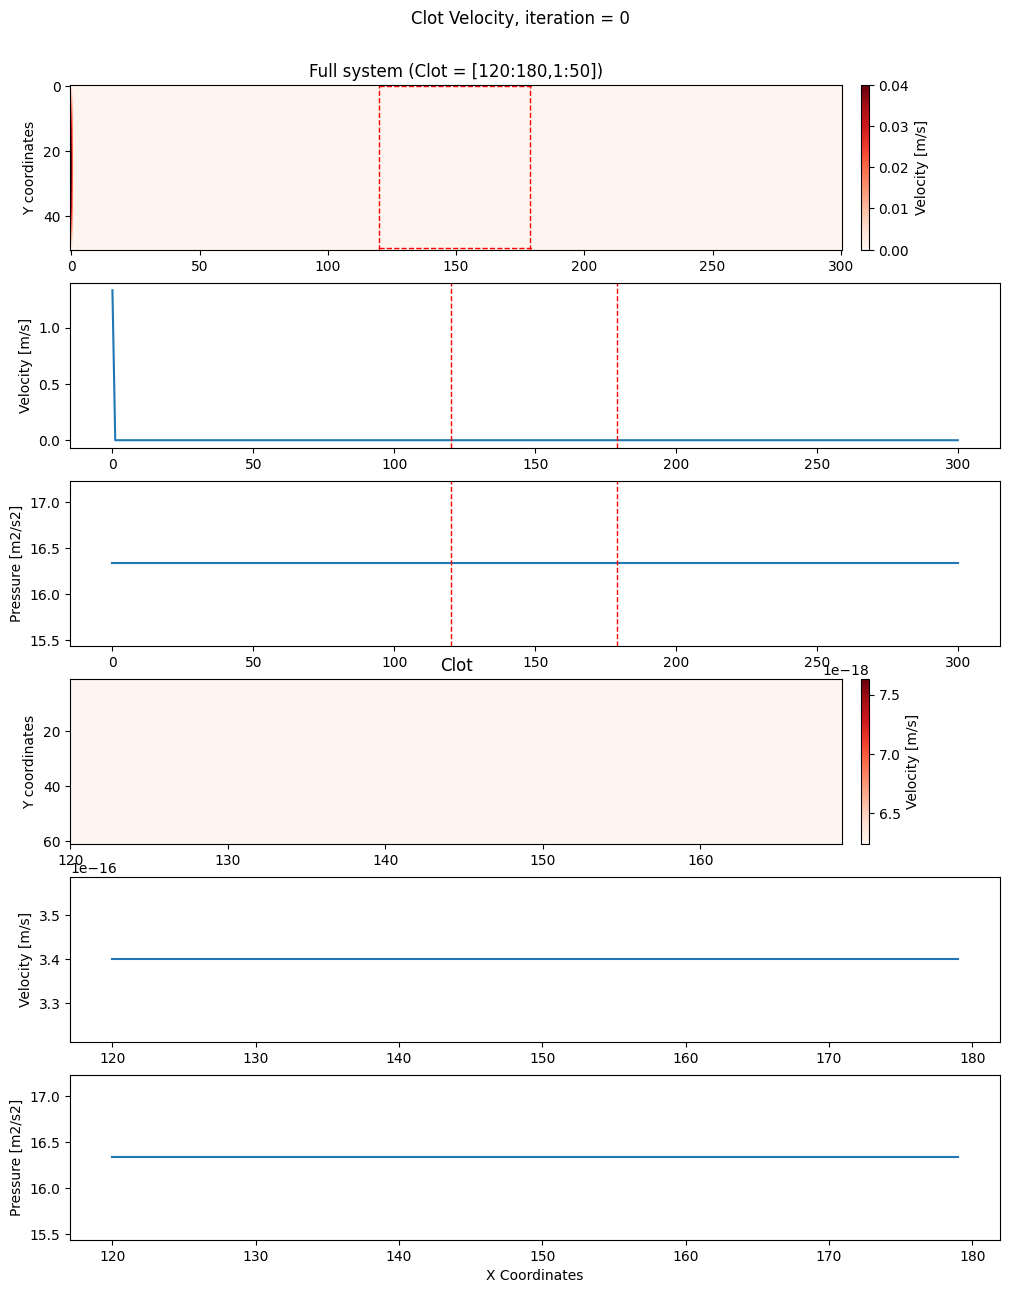 Clot Velocity, iteration = 0
Full system (Clot = [120:180,1:50])
0
20
40
Y coordinates
0 50 100 150 200 250 300
0.04
0.03
0.02
0.01
0.00
Velocity [m/s]
1.0
0.5
0.0
Velocity [m/s]
0 50 100 150 200 250 300
17.0
16.5
16.0
15.5
Pressure [m2/s2]
0 50 100 150 200 250 300
Clot
20
40
60
Y coordinates
120 130 140 150 160
1e−18
7.5
7.0
6.5
Velocity [m/s]
1e−16
3.5
3.4
3.3
Velocity [m/s]
120 130 140 150 160 170 180
17.0
16.5
16.0
15.5
Pressure [m2/s2]
120 130 140 150 160 170 180
X Coordinates